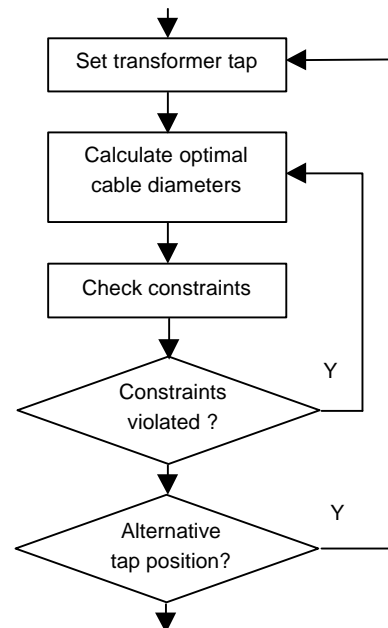 Set transformer tap
Calculate optimal
cable diameters
Check constraints
Y
Constraints
violated ?
Y
Alternative
tap position?